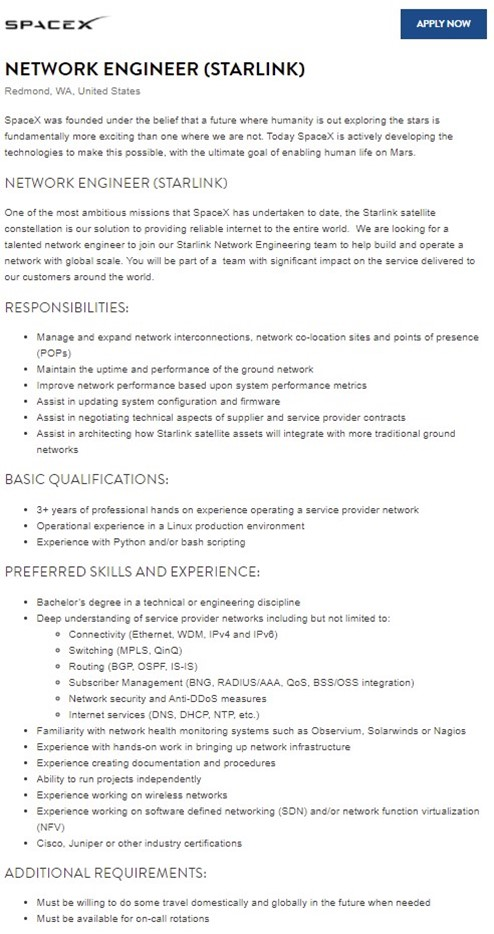 SPACEX
APPLY NOW
NETWORK ENGINEER (STARLINK)
Redmond, WA, United States
SpaceX was founded under the belief that a future where humanity is out exploring the stars is
fundamentally more exciting than one where we are not. Today SpaceX is actively developing the
technologies to make this possible, with the ultimate goal of enabling human life on Mars.
NETWORK ENGINEER (STARLINK)
One of the most ambitious missions that SpaceX has undertaken to date, the Starlink satellite
constellation is our solution to providing reliable internet to the entire world.  We are looking for a
talented network engineer to join our Starlink Network Engineering team to help build and operate a
network with global scale. You will be part of a  team with significant impact on the service delivered to
our customers around the world.
RESPONSIBILITIES:
• Manage and expand network interconnections, network co-location sites and points of presence
(POPs)
• Maintain the uptime and performance of the ground network
• Improve network performance based upon system performance metrics
• Assist in updating system configuration and firmware
• Assist in negotiating technical aspects of supplier and service provider contracts
• Assist in architecting how Starlink satellite assets will integrate with more traditional ground
networks
BASIC QUALIFICATIONS:
• 3+ years of professional hands on experience operating a service provider network
• Operational experience in a Linux production environment
• Experience with Python and/or bash scripting
PREFERRED SKILLS AND EXPERIENCE:
• Bachelor's degree in a technical or engineering discipline
• Deep understanding of service provider networks including but not limited to:
○ Connectivity (Ethernet, WDM, IPv4 and IPv6)
○ Switching (MPLS, QinQ)
○ Routing (BGP, OSPF, IS-IS)
○ Subscriber Management (BNG, RADIUS/AAA, QoS, BSS/OSS integration)
○ Network security and Anti-DDoS measures
○ Internet services (DNS, DHCP, NTP, etc.)
• Familiarity with network health monitoring systems such as Observium, Solarwinds or Nagios
• Experience with hands-on work in bringing up network infrastructure
• Experience creating documentation and procedures
• Ability to run projects independently
• Experience working on wireless networks
• Experience working on software defined networking (SDN) and/or network function virtualization
(NFV)
• Cisco, Juniper or other industry certifications
ADDITIONAL REQUIREMENTS:
• Must be willing to do some travel domestically and globally in the future when needed
• Must be available for on-call rotations